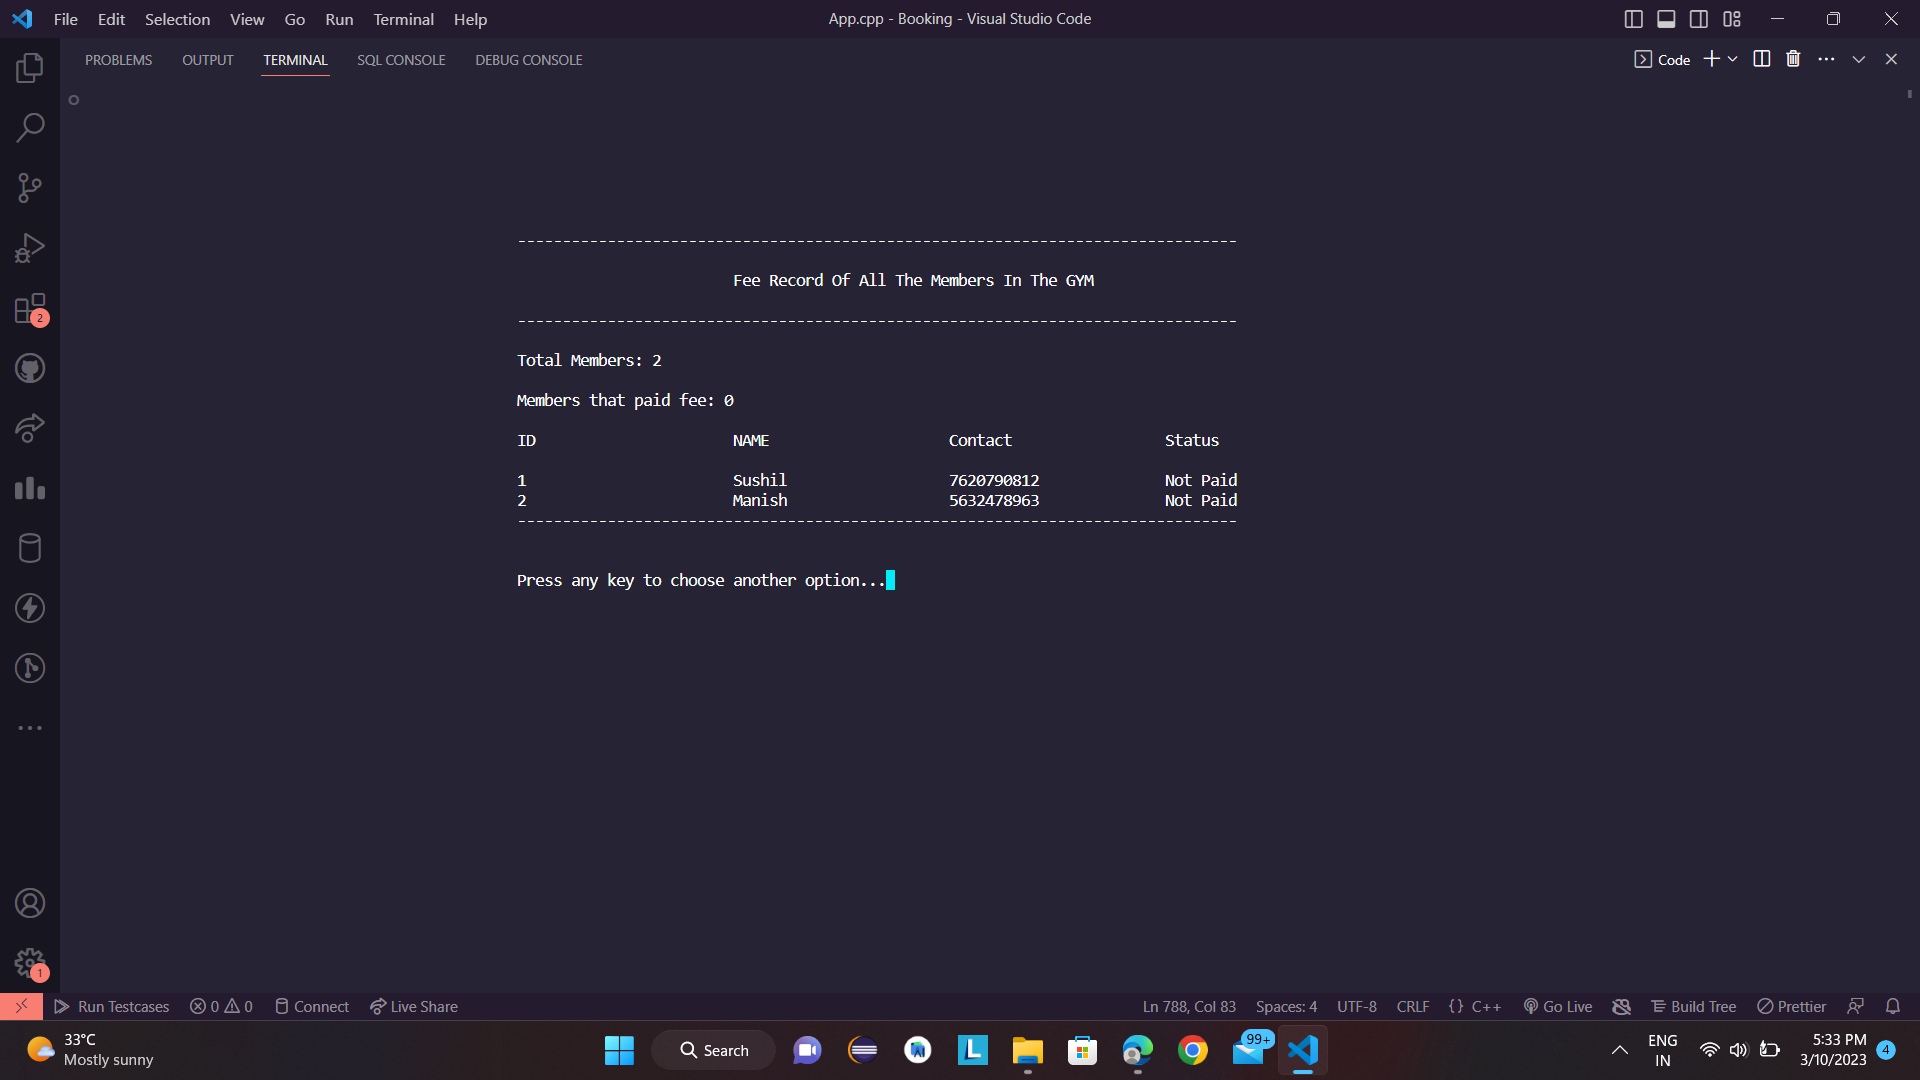 File Edit Selection View Go Run Terminal Help
App.cpp - Booking - Visual Studio Code
PROBLEMS OUTPUT TERMINAL SQL CONSOLE DEBUG CONSOLE
Code
--------------------------------------------------------------------------------
Fee Record Of All The Members In The GYM
--------------------------------------------------------------------------------
Total Members: 2
Members that paid fee: 0
ID NAME Contact Status
1 Sushil 7620790812 Not Paid
2 Manish 5632478963 Not Paid
--------------------------------------------------------------------------------
Press any key to choose another option...
2
1
Run Testcases 0 0 Connect Live Share
Ln 788, Col 83 Spaces: 4 UTF-8 CRLF {} C++ Go Live Build Tree Prettier
33°C
Mostly sunny
Search
L
99+
ENG
IN
5:33 PM
3/10/2023
4